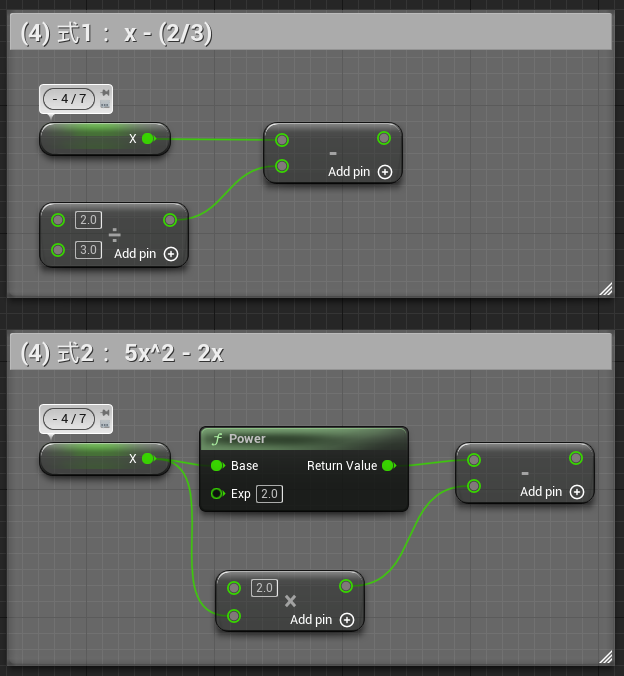 (4) 式1： x - (2/3)
- 4 / 7
X
-
Add pin
2.0
÷
3.0
Add pin
(4) 式2： 5x^2 - 2x
- 4 / 7
X
f Power
Base
Return Value
Exp 2.0
-
Add pin
2.0
×
Add pin